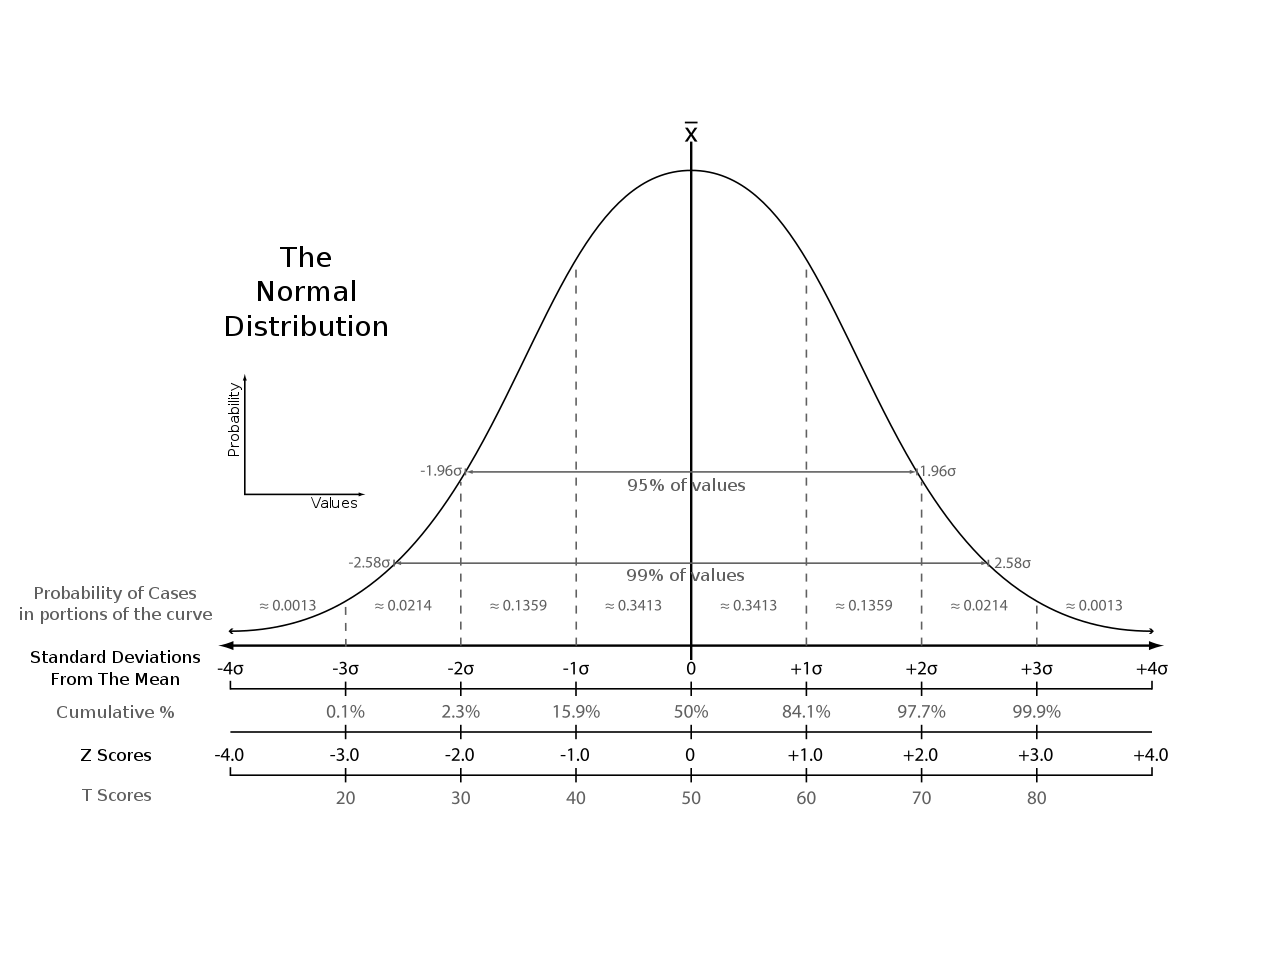 x̄
The
Normal
Distribution
Probability
Values
-1.96σ 1.96σ
95% of values
-2.58σ 2.58σ
99% of values
Probability of Cases
in portions of the curve
≈ 0.0013 ≈ 0.0214 ≈ 0.1359 ≈ 0.3413 ≈ 0.3413 ≈ 0.1359 ≈ 0.0214 ≈ 0.0013
Standard Deviations
From The Mean
-4σ -3σ -2σ -1σ 0 +1σ +2σ +3σ +4σ
Cumulative % 0.1% 2.3% 15.9% 50% 84.1% 97.7% 99.9%
Z Scores -4.0 -3.0 -2.0 -1.0 0 +1.0 +2.0 +3.0 +4.0
T Scores 20 30 40 50 60 70 80